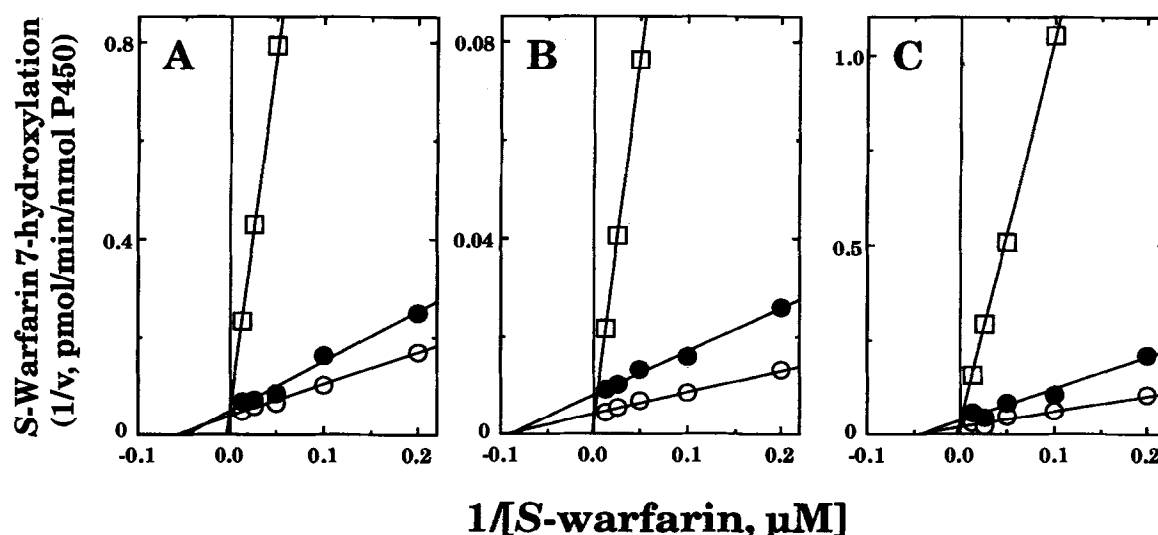 S-Warfarin 7-hydroxylation
(1/v, pmol/min/nmol P450)
A
0.8
0.4
0
-0.1 0.0 0.1 0.2
B
0.08
0.04
0
-0.1 0.0 0.1 0.2
C
1.0
0.5
0
-0.1 0.0 0.1 0.2
1/[S-warfarin, µM]